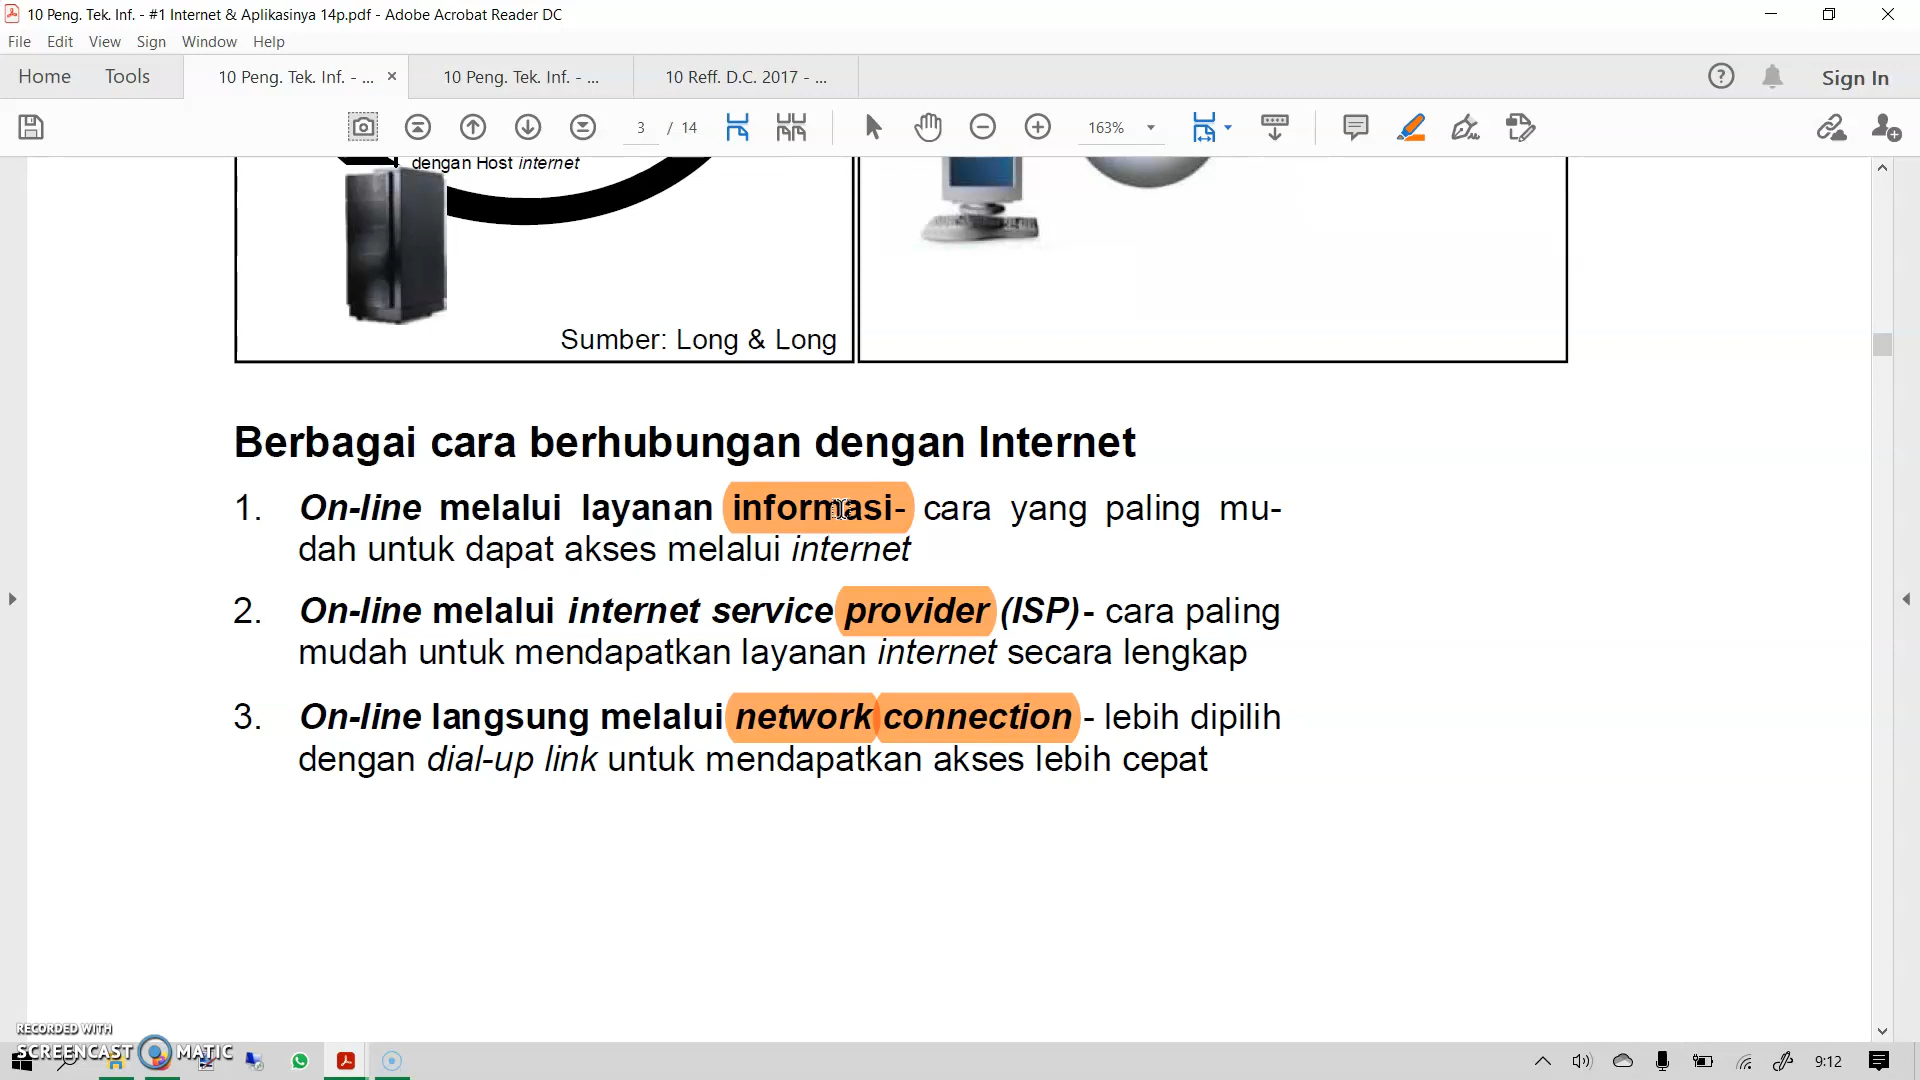 10 Peng. Tek. Inf. - #1 Internet & Aplikasinya 14p.pdf - Adobe Acrobat Reader DC
File Edit View Sign Window Help
Home Tools 10 Peng. Tek. Inf. - ... × 10 Peng. Tek. Inf. - ... 10 Reff. D.C. 2017 - ... Sign In
3 / 14 163%
dengan Host internet
Sumber: Long & Long
Berbagai cara berhubungan dengan Internet
1. On-line melalui layanan informasi- cara yang paling mu-
dah untuk dapat akses melalui internet
2. On-line melalui internet service provider (ISP)- cara paling
mudah untuk mendapatkan layanan internet secara lengkap
3. On-line langsung melalui network connection - lebih dipilih
dengan dial-up link untuk mendapatkan akses lebih cepat
RECORDED WITH
SCREENCAST MATIC
9:12